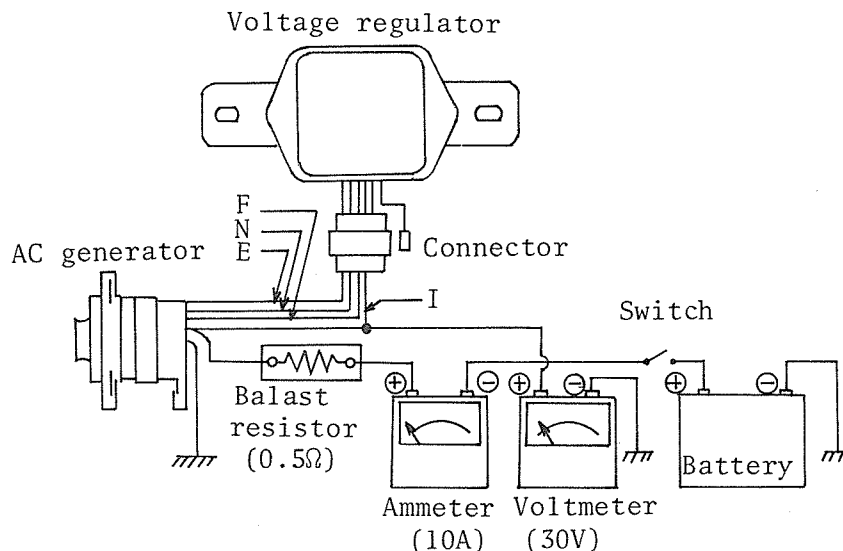 Voltage regulator
F
N
E
AC generator
Connector
I
Switch
Balast
resistor
(0.5Ω)
⊕
⊖
⊕
⊖
⊕
⊖
Battery
Ammeter
(10A)
Voltmeter
(30V)